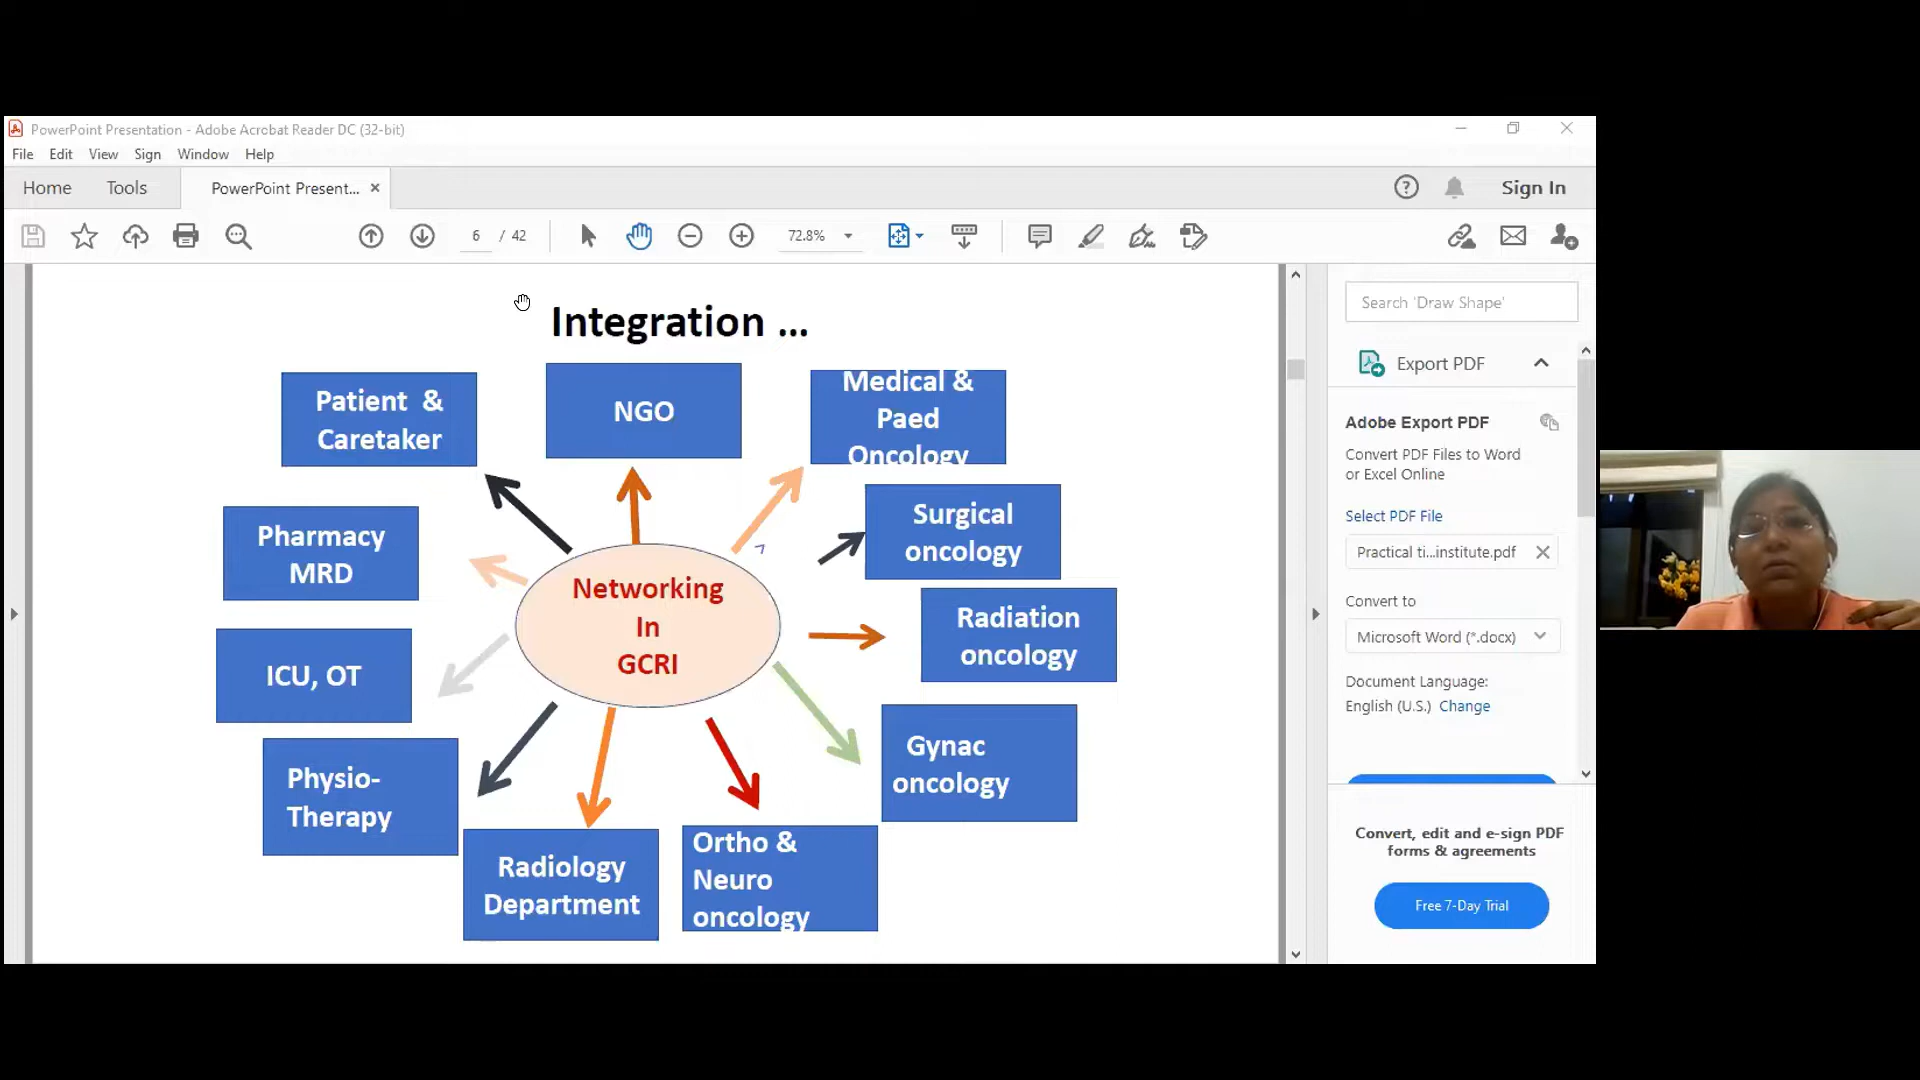 PowerPoint Presentation - Adobe Acrobat Reader DC (32-bit)
File Edit View Sign Window Help
Home Tools PowerPoint Present... ×
Sign In
6 / 42
72.8%
Integration ...
Patient & 
Caretaker
NGO
Medical &
Paed
Oncology
Pharmacy
MRD
Surgical
oncology
Networking
In
GCRI
Radiation
oncology
ICU, OT
Gynac
oncology
Physio-
Therapy
Radiology
Department
Ortho &
Neuro
oncology
Search 'Draw Shape'
Export PDF
Adobe Export PDF
Convert PDF Files to Word
or Excel Online
Select PDF File
Practical ti...institute.pdf
Convert to
Microsoft Word (*.docx)
Document Language:
English (U.S.) Change
Convert, edit and e-sign PDF
forms & agreements
Free 7-Day Trial